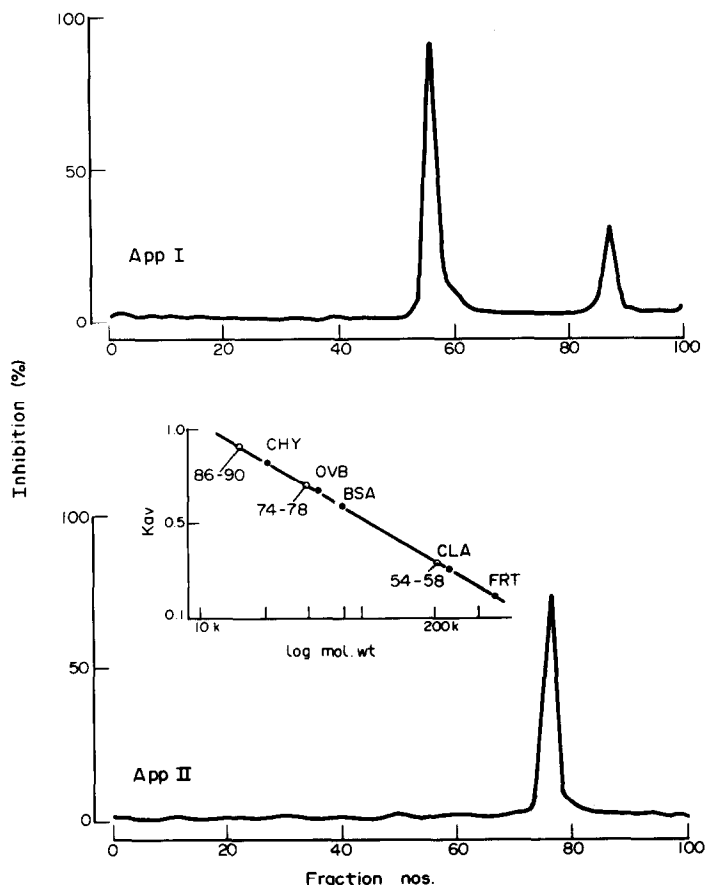 100
50
0
App I
0 20 40 60 80 100
Inhibition (%)
1.0
0.5
0.1
Kav
CHY
OVB
BSA
CLA
FRT
86-90
74-78
54-58
10k 200k
log mol. wt
100
50
0
App II
0 20 40 60 80 100
Fraction nos.